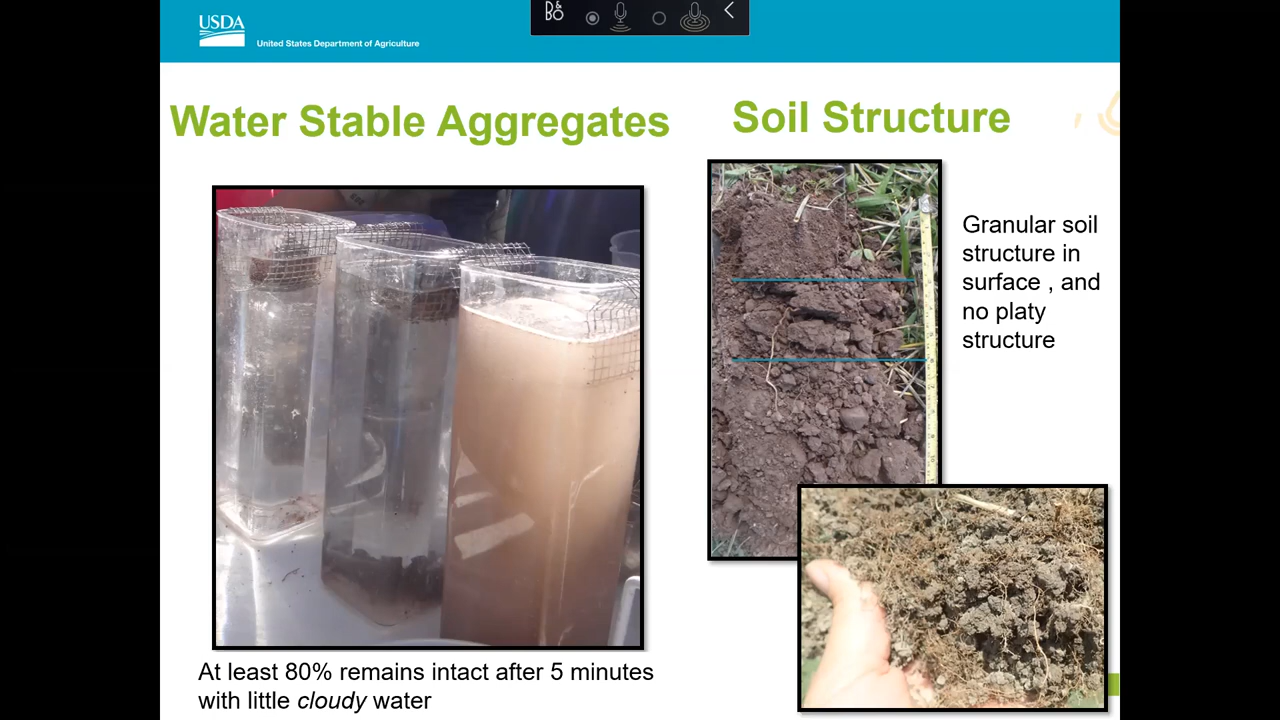 USDA
United States Department of Agriculture
Water Stable Aggregates
Soil Structure
Granular soil
structure in
surface , and
no platy
structure
At least 80% remains intact after 5 minutes
with little cloudy water